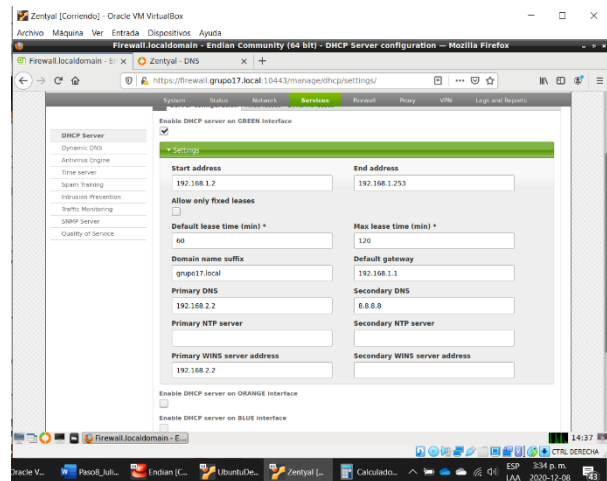 Zentyal [Corriendo] - Oracle VM VirtualBox
Archivo Máquina Ver Entrada Dispositivos Ayuda
Firewall.localdomain - Endian Community (64 bit) - DHCP Server configuration — Mozilla Firefox
Firewall.localdomain - En × Zentyal - DNS × +
https://firewall.grupo17.local:10443/manage/dhcp/settings/
System Status Network Services Firewall Proxy VPN Logs and Reports
Enable DHCP server on GREEN interface
DHCP Server
Dynamic DNS
Antivirus Engine
Time server
Spam Training
Intrusion Prevention
Traffic Monitoring
SNMP Server
Quality of Service
Settings
Start address End address
192.168.1.2 192.168.1.253
Allow only fixed leases
Default lease time (min) * Max lease time (min) *
60 120
Domain name suffix Default gateway
grupo17.local 192.168.1.1
Primary DNS Secondary DNS
192.168.2.2 8.8.8.8
Primary NTP server Secondary NTP server
Primary WINS server address Secondary WINS server address
192.168.2.2
Enable DHCP server on ORANGE interface
Enable DHCP server on BLUE interface
Firewall.localdomain - E... 14:37
CTRL DERECHA
Oracle V... Paso8_Juli... Endian [C... UbuntuDe... Zentyal [... Calculado... ESP 3:34 p. m.
LAA 2020-12-08 43